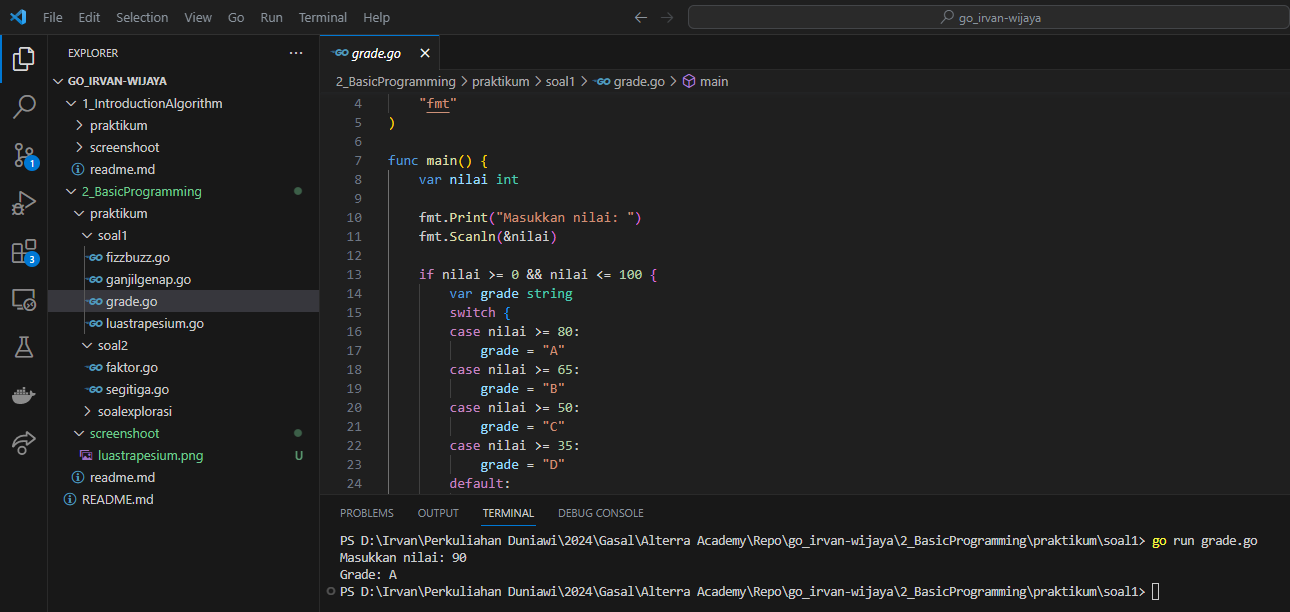 File Edit Selection View Go Run Terminal Help
go_irvan-wijaya
EXPLORER
GO_IRVAN-WIJAYA
1_IntroductionAlgorithm
praktikum
screenshoot
readme.md
2_BasicProgramming
praktikum
soal1
fizzbuzz.go
ganjilgenap.go
grade.go
luastrapesium.go
soal2
faktor.go
segitiga.go
soalexplorasi
screenshoot
luastrapesium.png U
readme.md
README.md
1
3
GO grade.go
2_BasicProgramming > praktikum > soal1 > GO grade.go > main
4 "fmt"
5 )
6
7 func main() {
8 var nilai int
9
10 fmt.Print("Masukkan nilai: ")
11 fmt.Scanln(&nilai)
12
13 if nilai >= 0 && nilai <= 100 {
14 var grade string
15 switch {
16 case nilai >= 80:
17 grade = "A"
18 case nilai >= 65:
19 grade = "B"
20 case nilai >= 50:
21 grade = "C"
22 case nilai >= 35:
23 grade = "D"
24 default:
PROBLEMS OUTPUT TERMINAL DEBUG CONSOLE
PS D:\Irvan\Perkuliahan Duniawi\2024\Gasal\Alterra Academy\Repo\go_irvan-wijaya\2_BasicProgramming\praktikum\soal1> go run grade.go
Masukkan nilai: 90
Grade: A
PS D:\Irvan\Perkuliahan Duniawi\2024\Gasal\Alterra Academy\Repo\go_irvan-wijaya\2_BasicProgramming\praktikum\soal1>